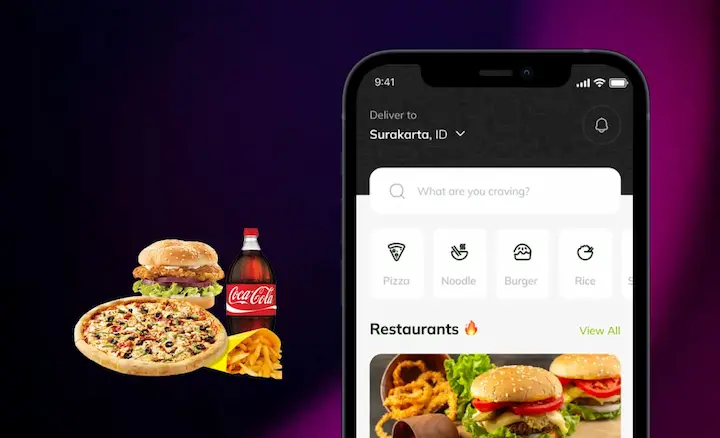 9:41
Deliver to
Surakarta, ID
What are you craving?
Pizza
Noodle
Burger
Rice
S
Restaurants 🔥
View All
Coca-Cola